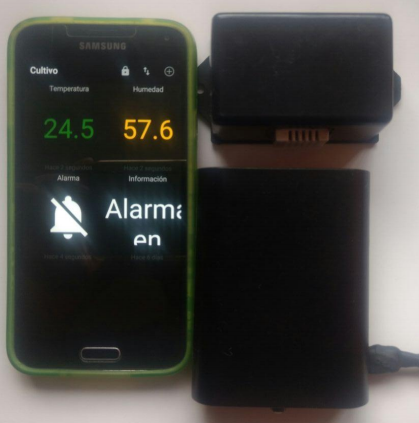 SAMSUNG
Cultivo
Temperatura Humedad
24.5 57.6
Alarma Información
Alarma
en